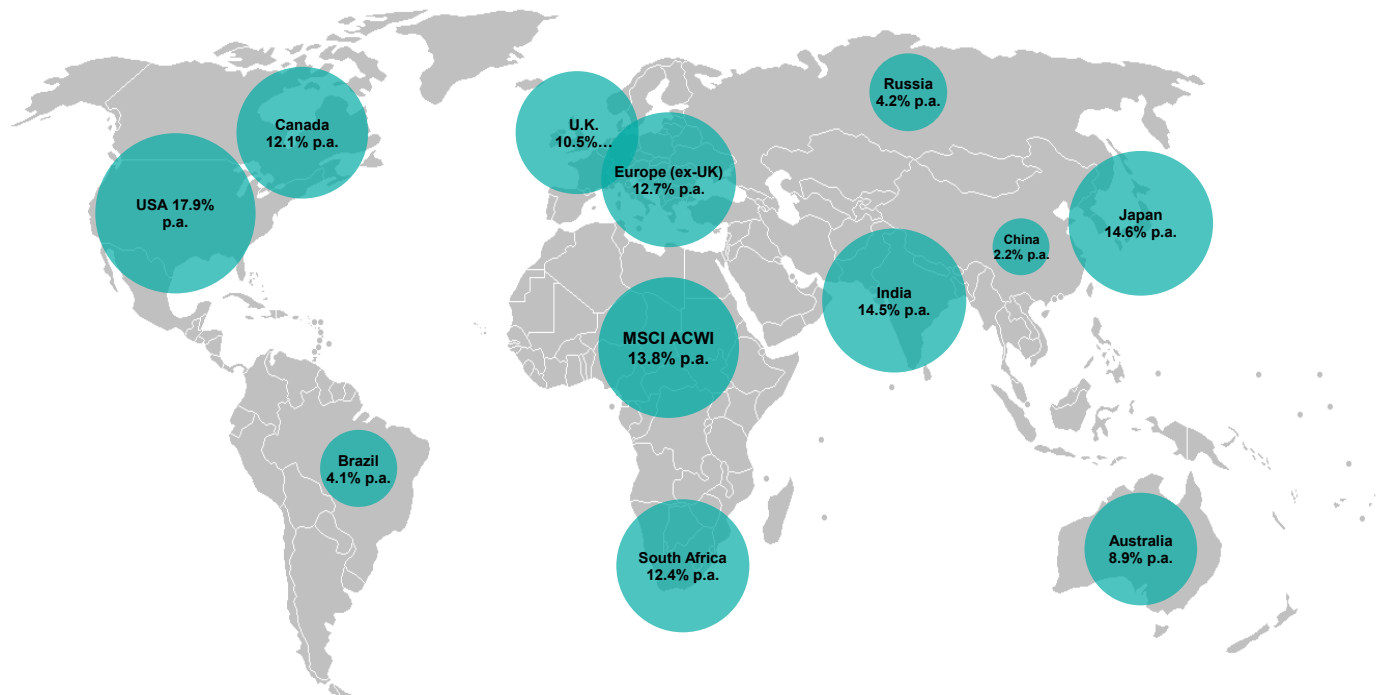 Russia
4.2% p.a.
Canada
12.1% p.a.
U.K.
10.5%…
Europe (ex-UK)
12.7% p.a.
USA 17.9%
p.a.
Japan
14.6% p.a.
China
2.2% p.a.
India
14.5% p.a.
MSCI ACWI
13.8% p.a.
Brazil
4.1% p.a.
South Africa
12.4% p.a.
Australia
8.9% p.a.